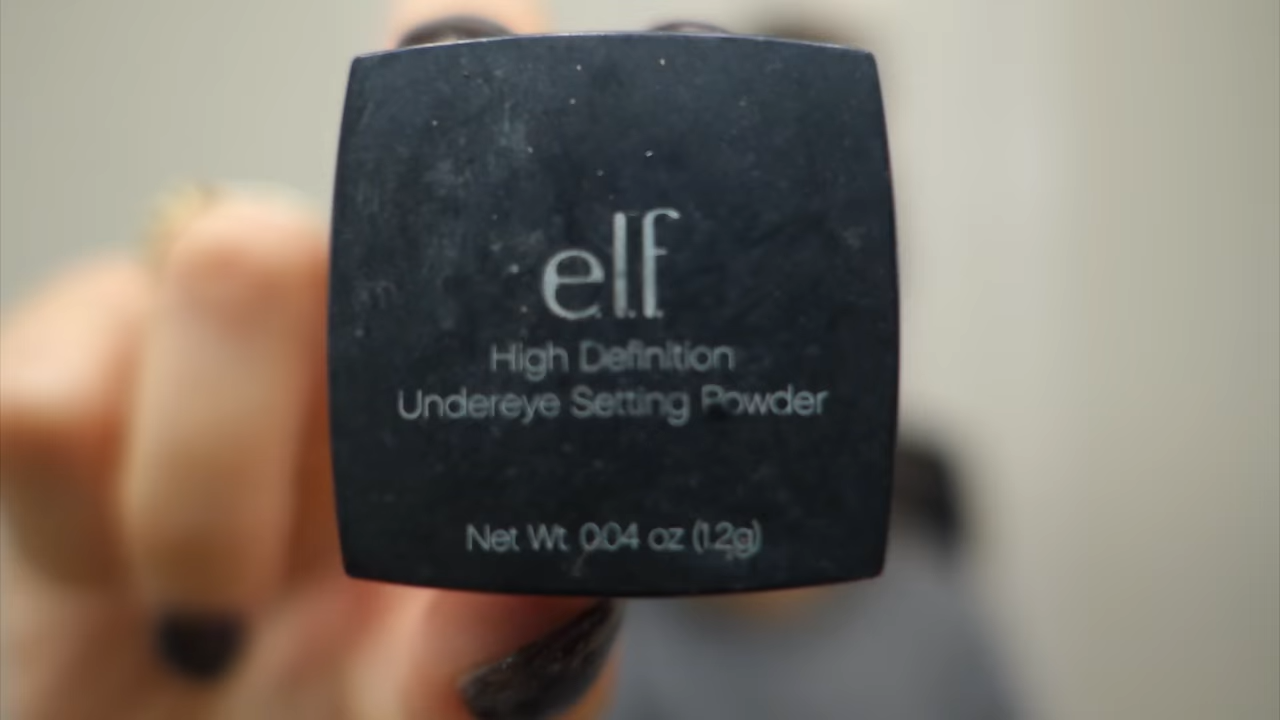 e.l.f.
High Definition
Undereye Setting Powder
Net Wt. 0.04 oz (1.2g)